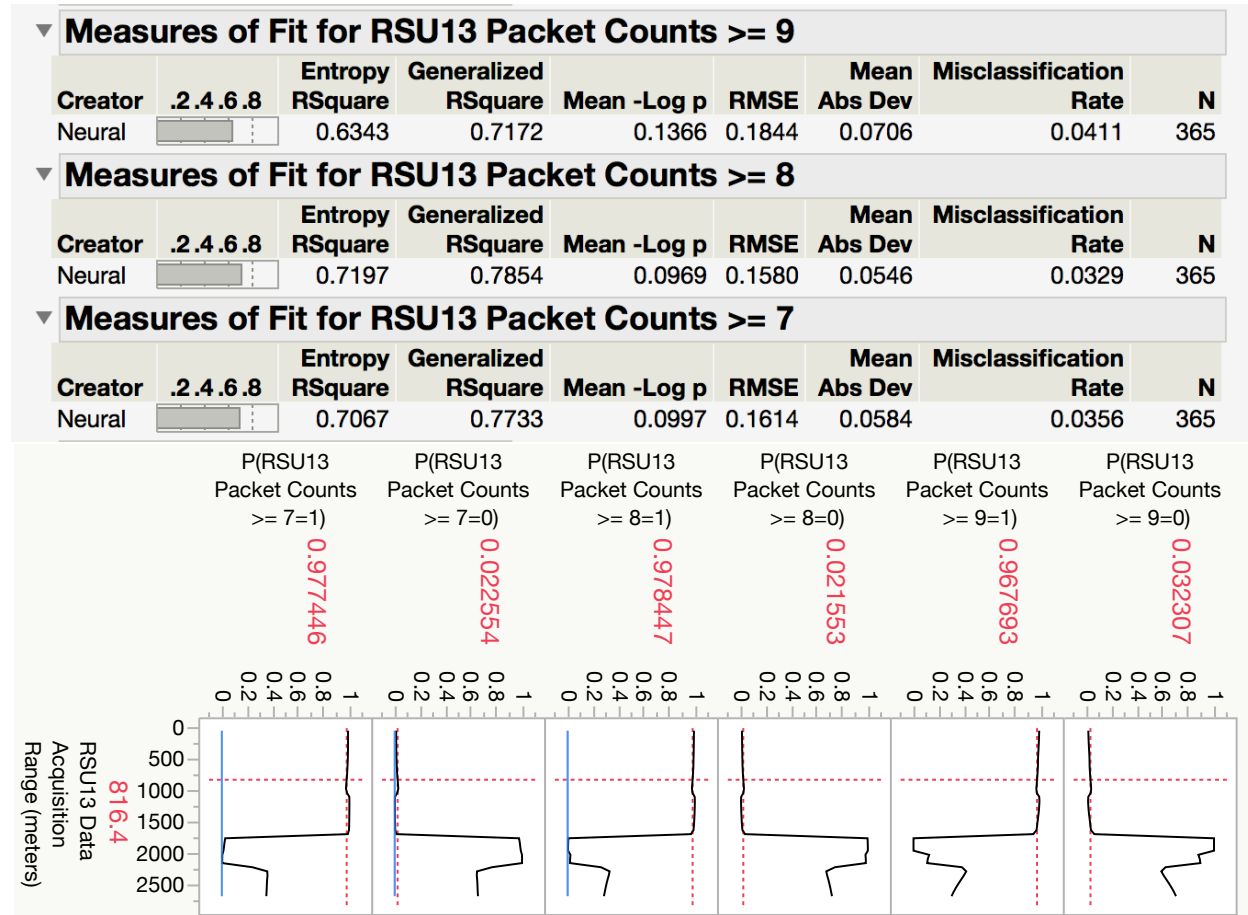 Measures of Fit for RSU13 Packet Counts >= 9
Entropy Generalized Mean Misclassification
Creator .2.4.6.8 RSquare RSquare Mean -Log p RMSE Abs Dev Rate N
Neural 0.6343 0.7172 0.1366 0.1844 0.0706 0.0411 365
Measures of Fit for RSU13 Packet Counts >= 8
Entropy Generalized Mean Misclassification
Creator .2.4.6.8 RSquare RSquare Mean -Log p RMSE Abs Dev Rate N
Neural 0.7197 0.7854 0.0969 0.1580 0.0546 0.0329 365
Measures of Fit for RSU13 Packet Counts >= 7
Entropy Generalized Mean Misclassification
Creator .2.4.6.8 RSquare RSquare Mean -Log p RMSE Abs Dev Rate N
Neural 0.7067 0.7733 0.0997 0.1614 0.0584 0.0356 365
P(RSU13 P(RSU13 P(RSU13 P(RSU13 P(RSU13 P(RSU13
Packet Counts Packet Counts Packet Counts Packet Counts Packet Counts Packet Counts
>= 7=1) >= 7=0) >= 8=1) >= 8=0) >= 9=1) >= 9=0)
0.977446 0.022554 0.978447 0.021553 0.967693 0.032307
0 0.2 0.4 0.6 0.8 1 0 0.2 0.4 0.6 0.8 1 0 0.2 0.4 0.6 0.8 1 0 0.2 0.4 0.6 0.8 1 0 0.2 0.4 0.6 0.8 1 0 0.2 0.4 0.6 0.8 1
0
500
1000
1500
2000
2500
816.4
RSU13 Data
Acquisition
Range (meters)